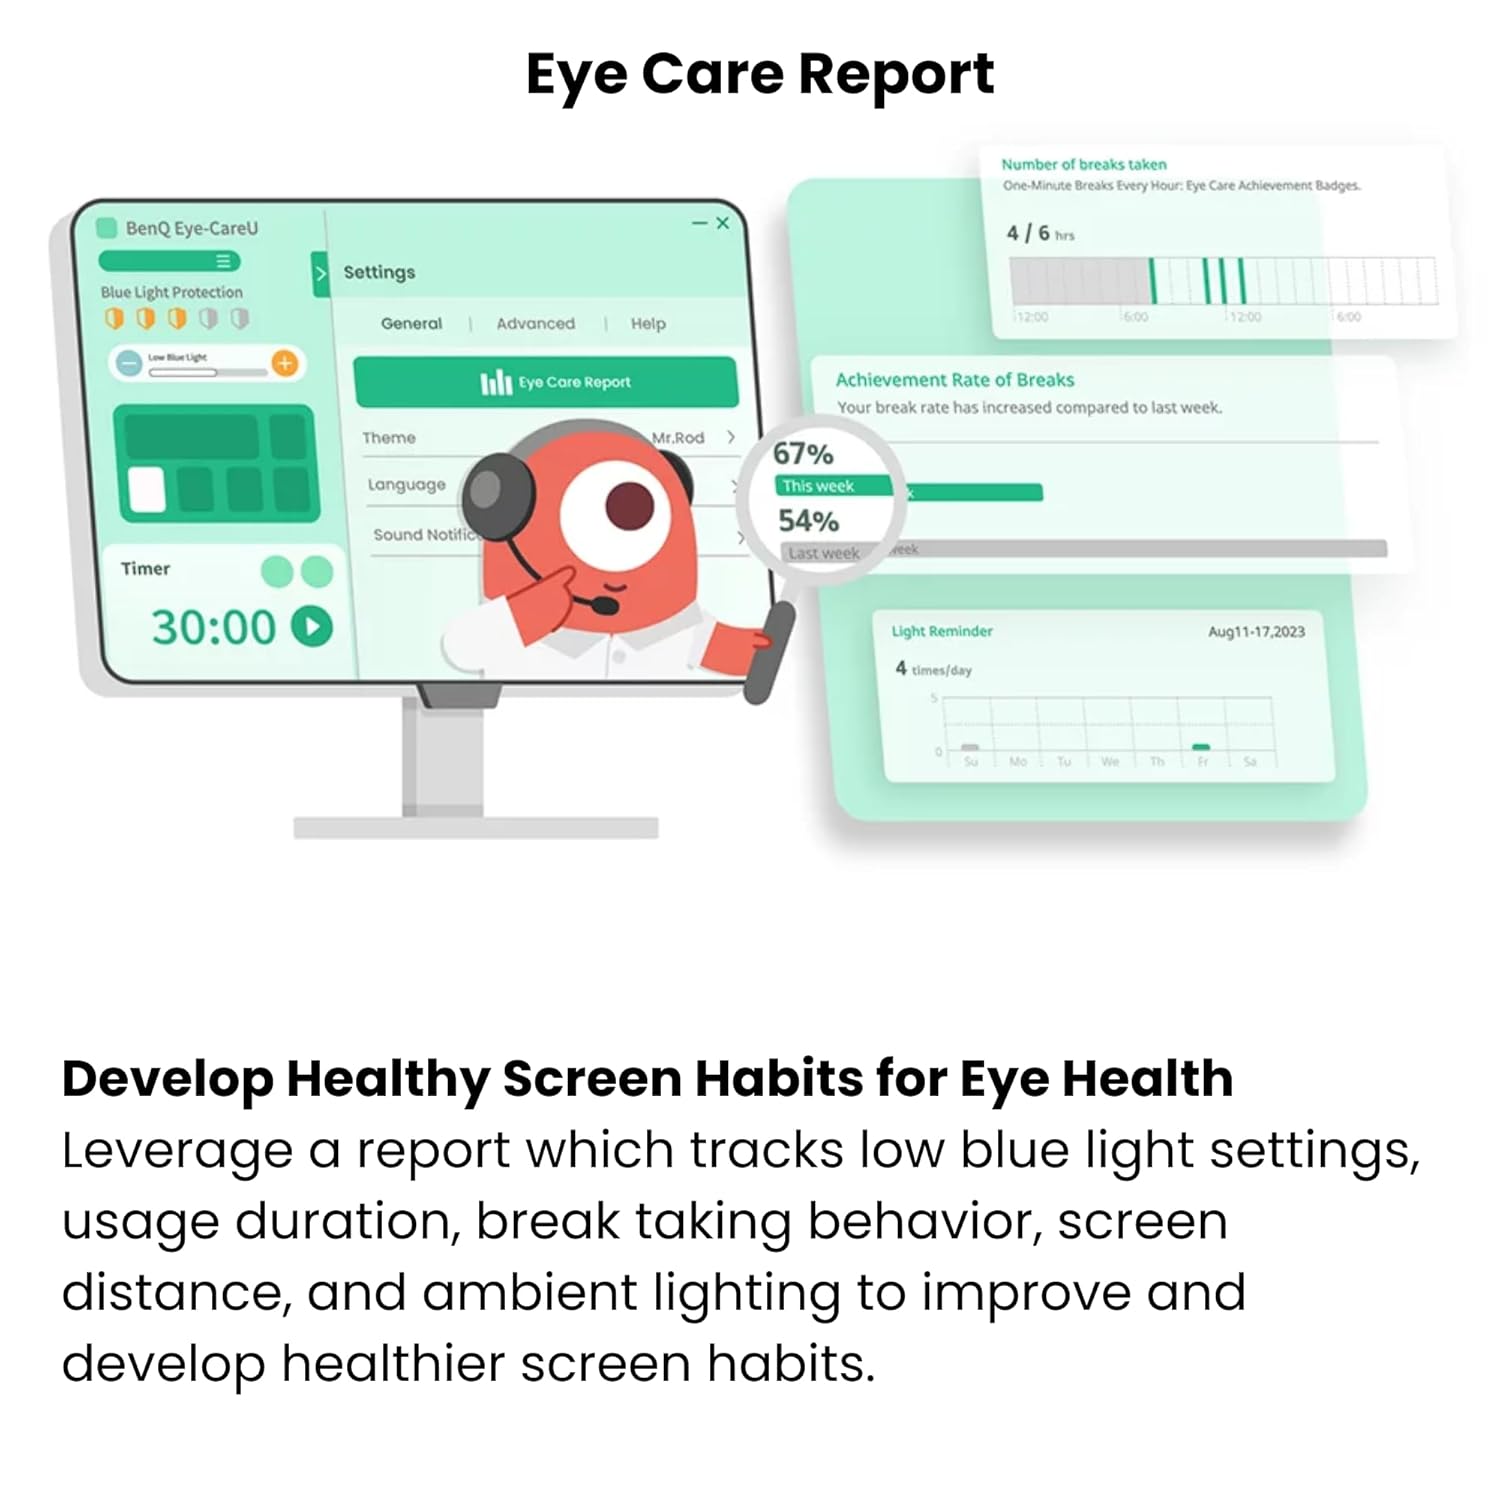 Eye Care Report
BenQ Eye-CareU
Blue Light Protection
Low Blue Light
Timer
30:00
Settings
General | Advanced | Help
Eye Care Report
Theme
Mr.Rod
Language
Sound Notific
Number of breaks taken
One-Minute Breaks Every Hour: Eye Care Achievement Badges.
4 / 6 hrs
12:00 6:00 12:00 6:00
Achievement Rate of Breaks
Your break rate has increased compared to last week.
67%
This week
54%
Last week
Light Reminder
Aug11-17,2023
4 times/day
5
0
Su Mo Tu We Th Fr Sa
Develop Healthy Screen Habits for Eye Health
Leverage a report which tracks low blue light settings,
usage duration, break taking behavior, screen
distance, and ambient lighting to improve and
develop healthier screen habits.